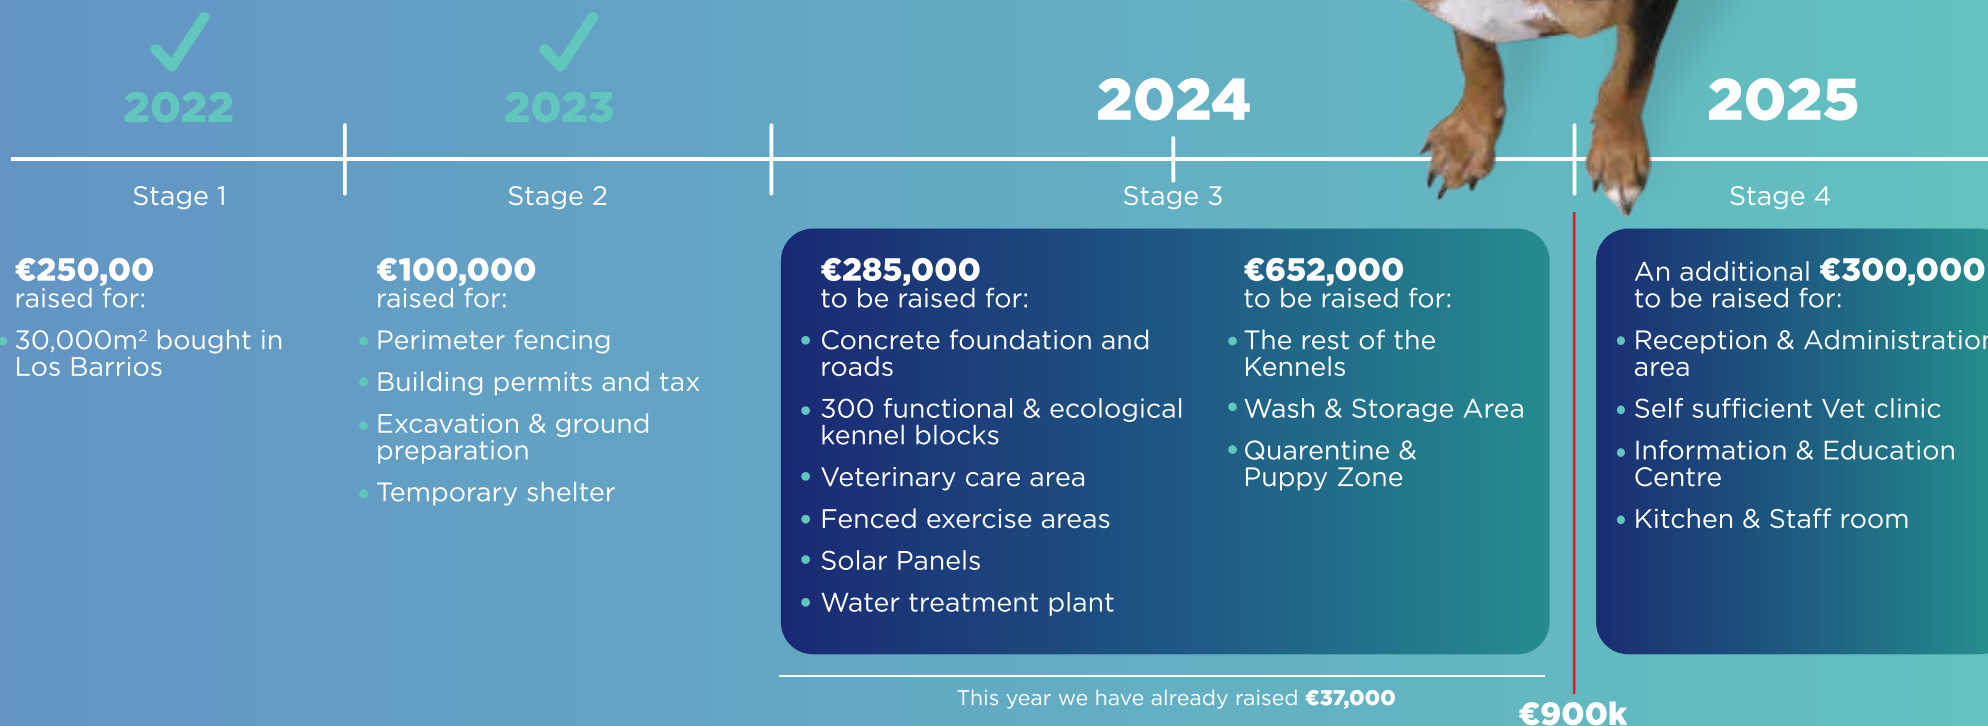 2022
2023
2024
2025
Stage 1
Stage 2
Stage 3
Stage 4
€250,00
raised for:
30,000m² bought in
Los Barrios
€100,000
raised for:
Perimeter fencing
Building permits and tax
Excavation & ground
preparation
Temporary shelter
€285,000
to be raised for:
Concrete foundation and
roads
300 functional & ecological
kennel blocks
Veterinary care area
Fenced exercise areas
Solar Panels
Water treatment plant
€652,000
to be raised for:
The rest of the
Kennels
Wash & Storage Area
Quarentine &
Puppy Zone
An additional €300,000
to be raised for:
Reception & Administration
area
Self sufficient Vet clinic
Information & Education
Centre
Kitchen & Staff room
This year we have already raised €37,000
€900k